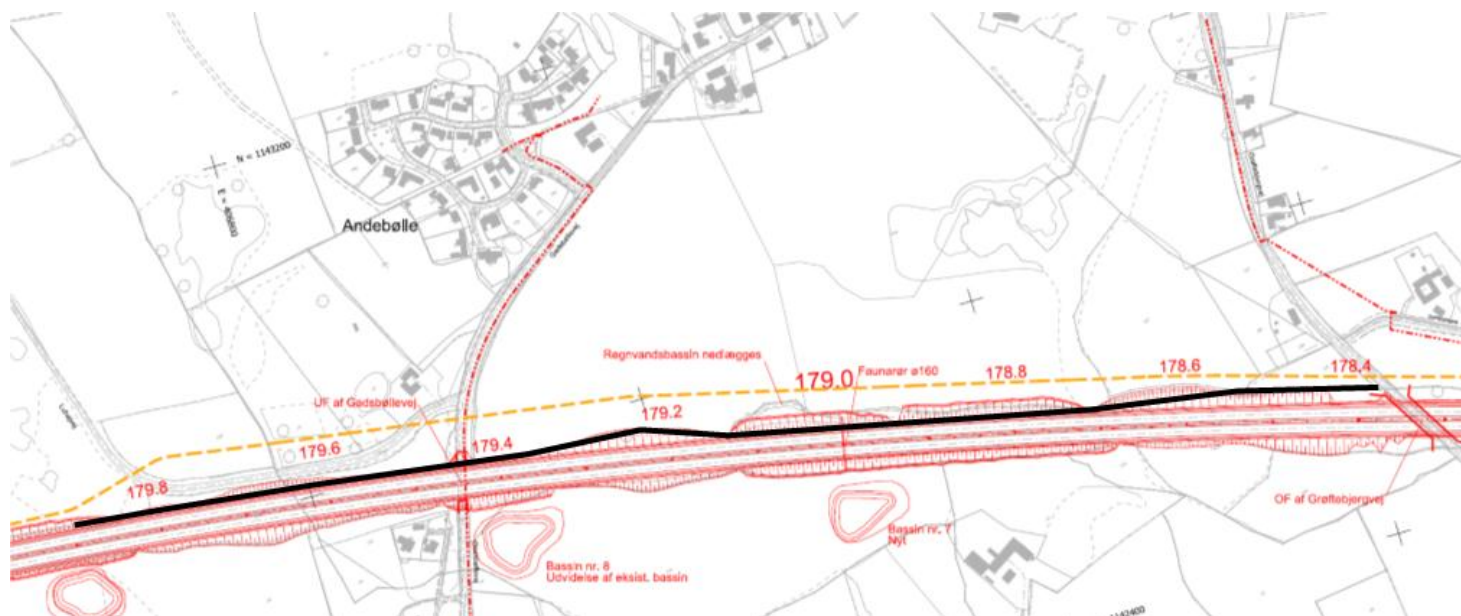 N = 1143200
E = 405800
Andebølle
Regnvandsbassin nedlægges
179.0
Faunarør ø160
178.8
178.6
178.4
UF af Gadsbøllevej
179.2
179.4
179.6
179.8
OF af Grøftebjergvej
Bassin nr. 7
Nyt
Bassin nr. 8
Udvidelse af eksist. bassin
1142400